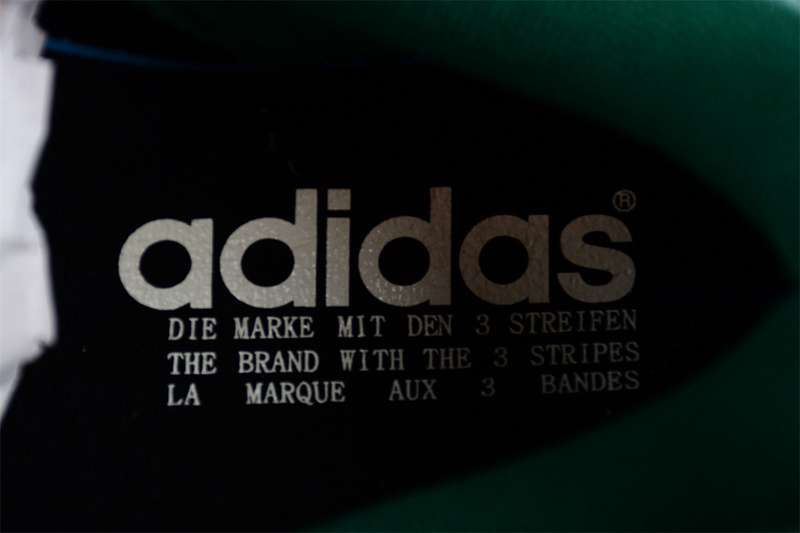 adidas®
DIE MARKE MIT DEN 3 STREIFEN
THE BRAND WITH THE 3 STRIPES
LA MARQUE AUX 3 BANDES